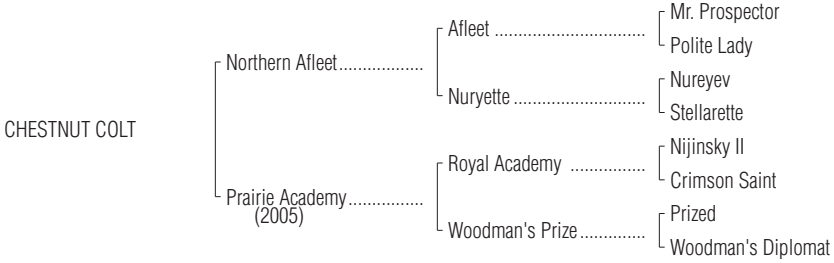 Mr. Prospector
Afleet ................................
Polite Lady
Northern Afleet..................
Nureyev
Nuryette ............................
Stellarette
CHESTNUT COLT
Nijinsky II
Royal Academy ................
Crimson Saint
Prairie Academy................
(2005)
Prized
Woodman's Prize..............
Woodman's Diplomat